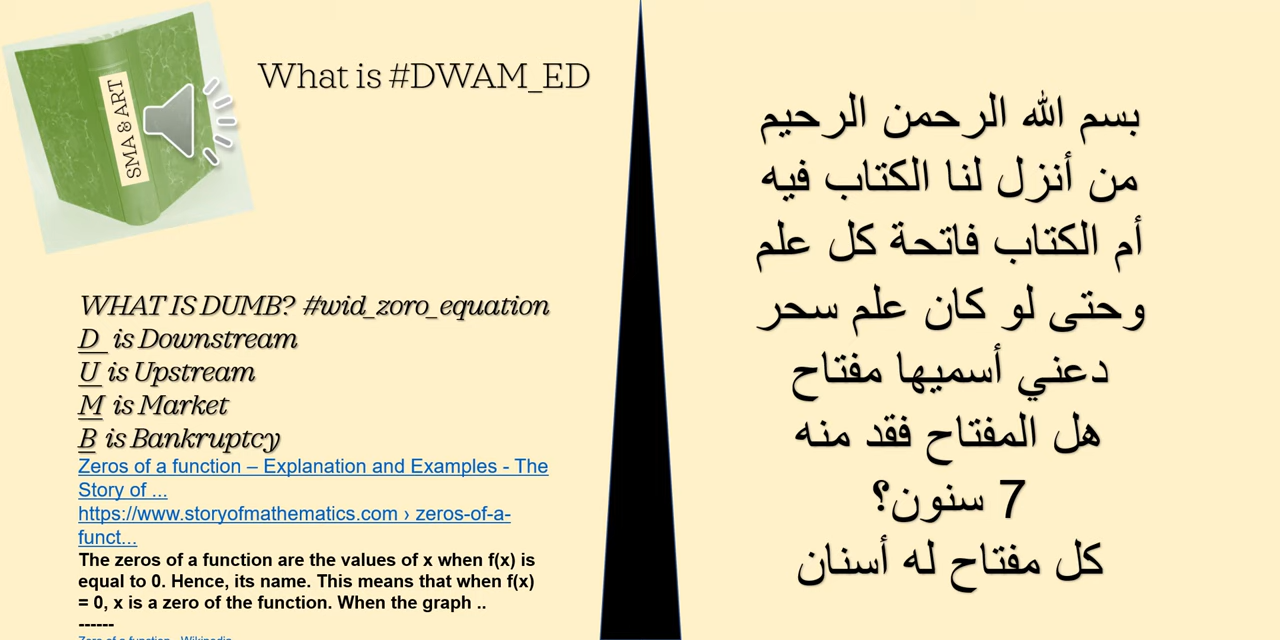 SMA & ART
What is #DWAM_ED
WHAT IS DUMB? #wid_zoro_equation
D is Downstream
U is Upstream
M is Market
B is Bankruptcy
Zeros of a function – Explanation and Examples - The
Story of ...
https://www.storyofmathematics.com › zeros-of-a-
funct...
The zeros of a function are the values of x when f(x) is
equal to 0. Hence, its name. This means that when f(x)
= 0, x is a zero of the function. When the graph ..
------
Zero of a function - Wikipedia
بسم الله الرحمن الرحيم
من أنزل لنا الكتاب فيه
أم الكتاب فاتحة كل علم
وحتى لو كان علم سحر
دعني أسميها مفتاح
هل المفتاح فقد منه
7 سنون؟
كل مفتاح له أسنان